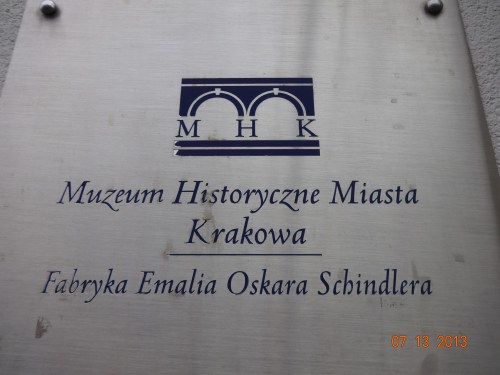 MHK
Muzeum Historyczne Miasta
Krakowa
Fabryka Emalia Oskara Schindlera
07 13 2013